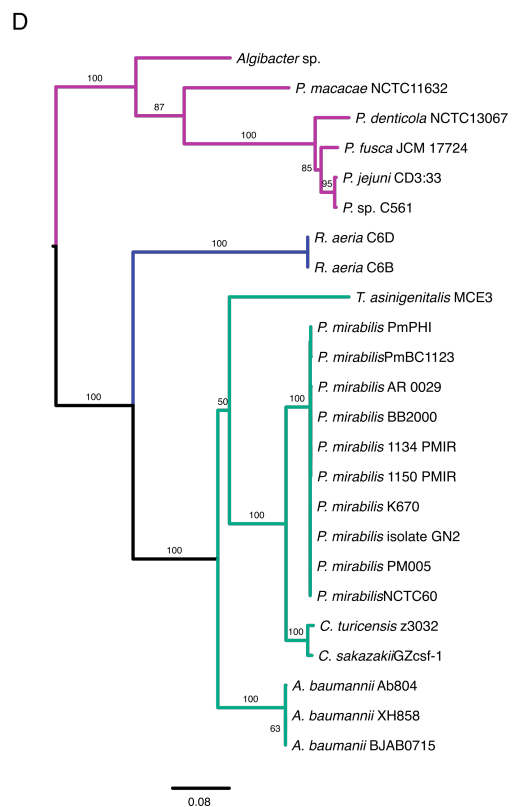 D
Algibacter sp.
100
P. macacae NCTC11632
87
P. denticola NCTC13067
100
P. fusca JCM 17724
85
P. jejuni CD3:33
95
P. sp. C561
R. aeria C6D
100
R. aeria C6B
T. asinigenitalis MCE3
P. mirabilis PmPHI
P. mirabilisPmBC1123
P. mirabilis AR 0029
100
50
100
P. mirabilis BB2000
P. mirabilis 1134 PMIR
P. mirabilis 1150 PMIR
P. mirabilis K670
100
P. mirabilis isolate GN2
100
P. mirabilis PM005
P. mirabilisNCTC60
C. turicensis z3032
100
C. sakazakiiGZcsf-1
A. baumannii Ab804
100
A. baumannii XH858
63
A. baumanii BJAB0715
0.08